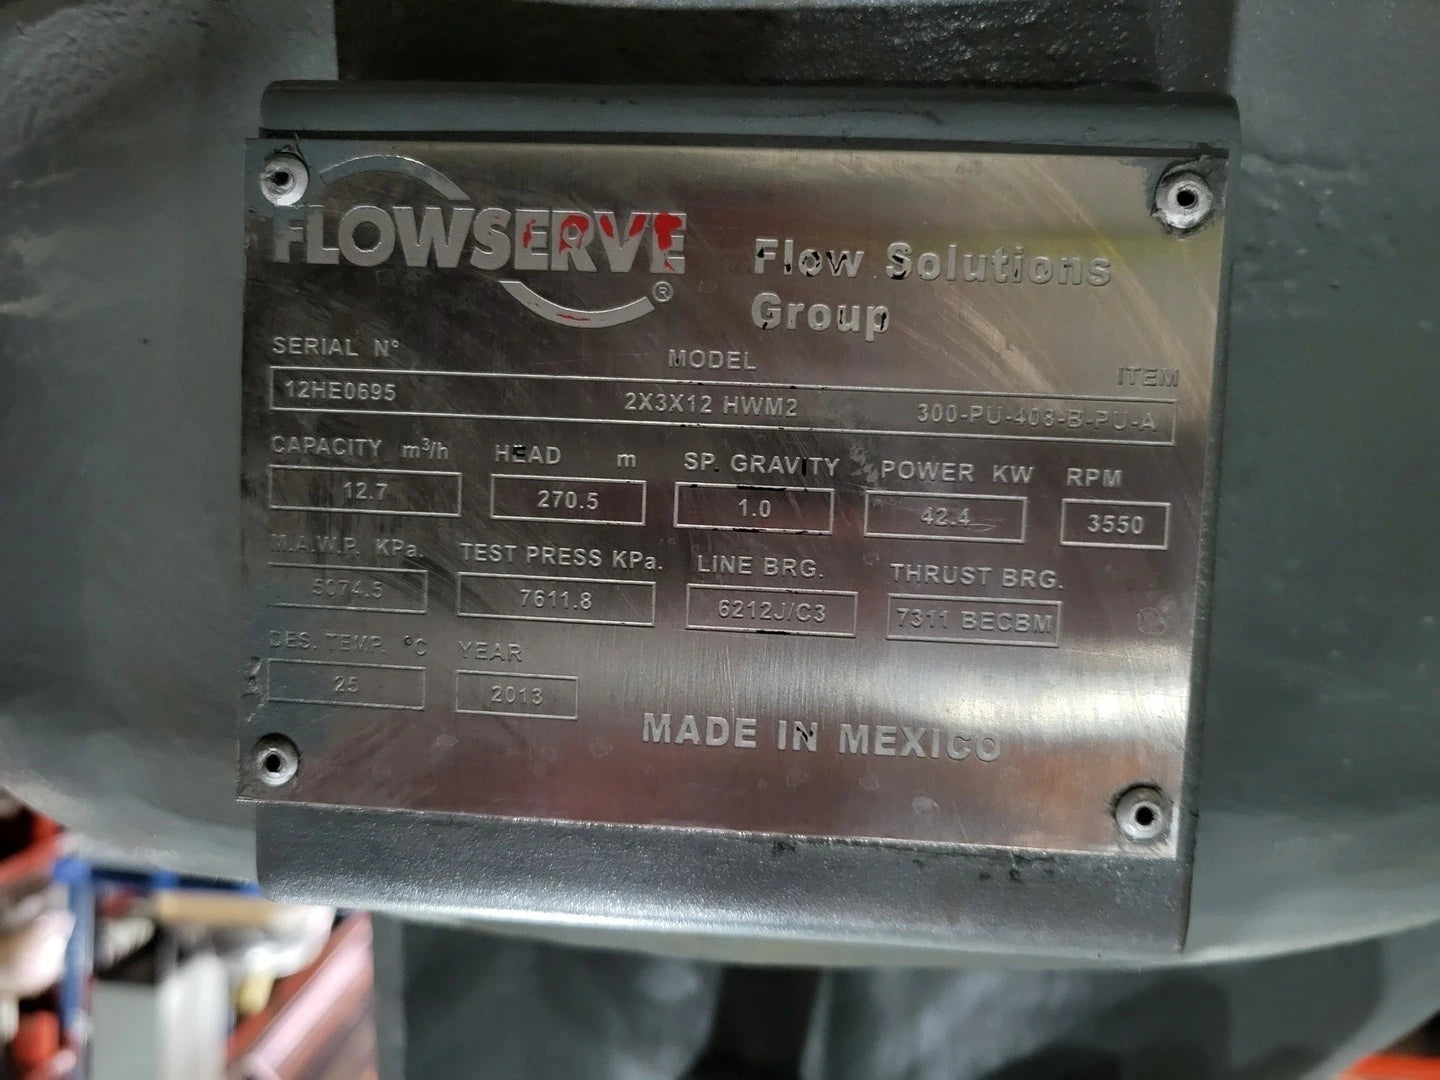 FLOWSERVE®
Flow Solutions
Group
SERIAL N° MODEL ITEM
12HE0695 2X3X12 HWM2 300-PU-403-B-PU-A
CAPACITY m³/h HEAD m SP. GRAVITY POWER KW RPM
12.7 270.5 1.0 42.4 3550
M.A.W.P. KPa. TEST PRESS KPa. LINE BRG. THRUST BRG.
5074.5 7611.8 6212J/C3 7311 BECBM
DES. TEMP. °C YEAR
25 2013
MADE IN MEXICO